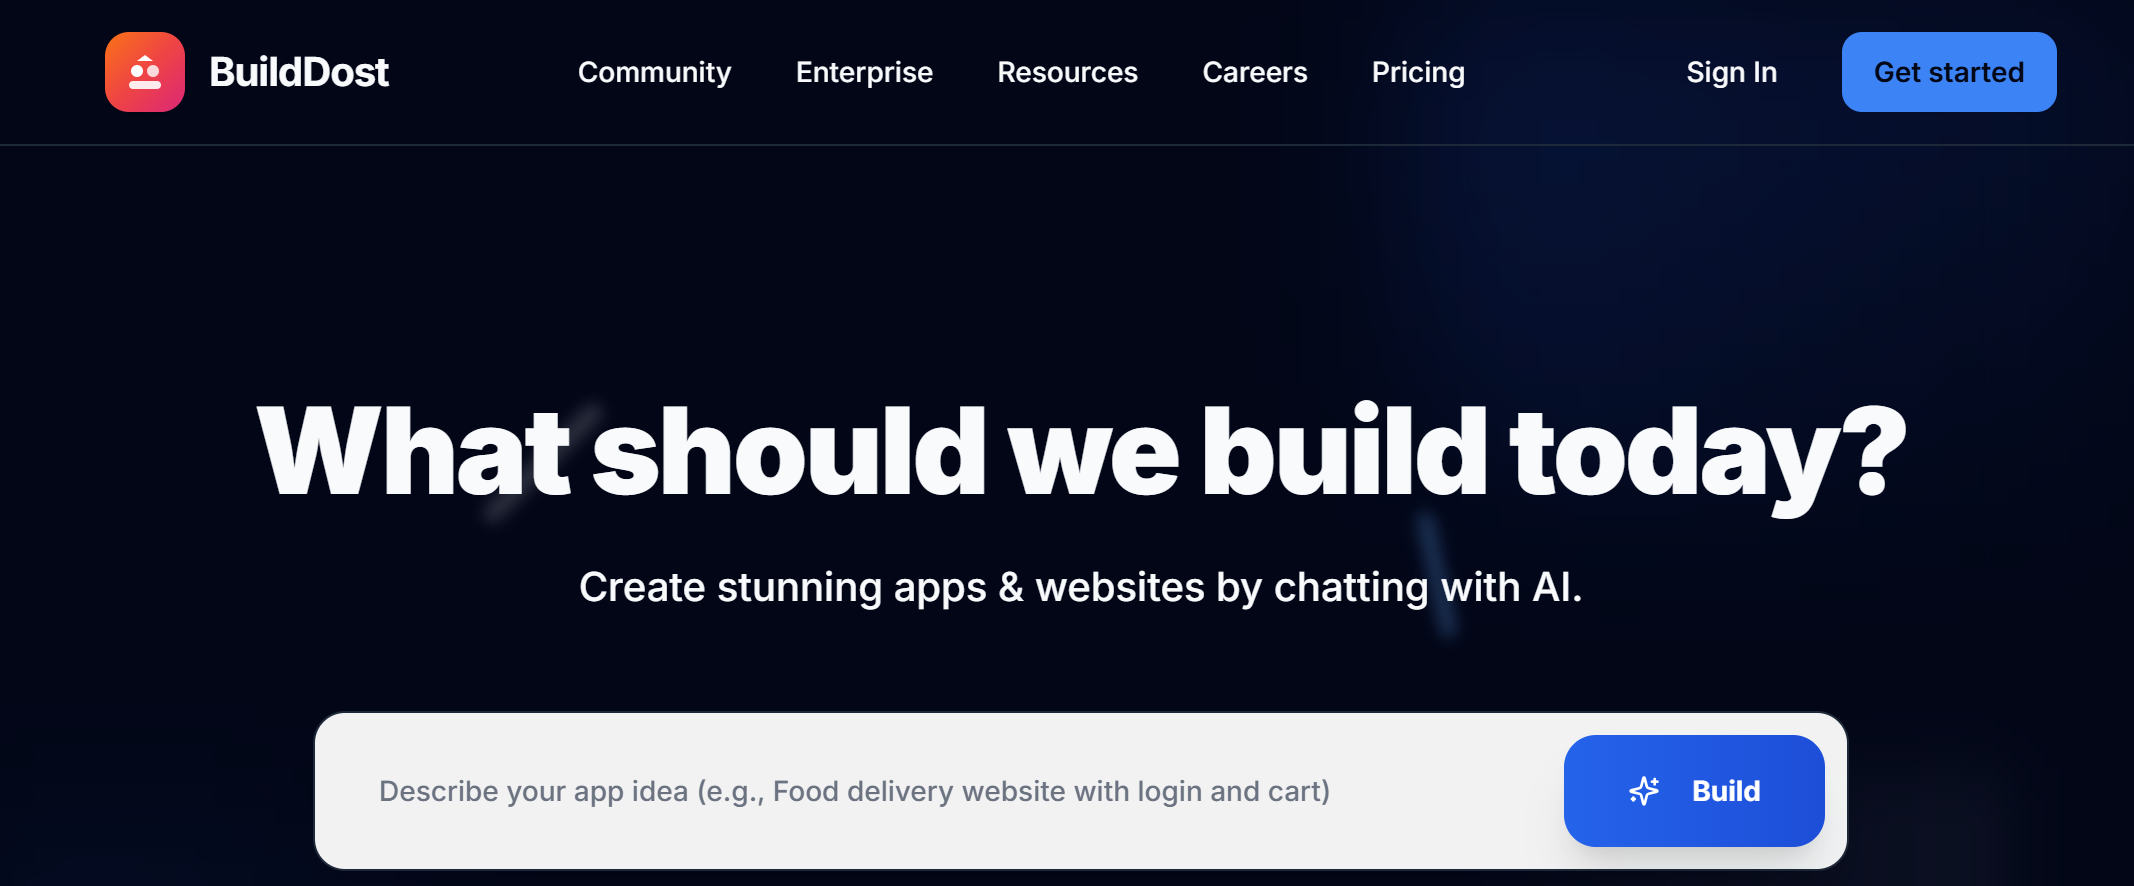 BuildDost Community Enterprise Resources Careers Pricing Sign In Get started
What should we build today?
Create stunning apps & websites by chatting with AI.
Describe your app idea (e.g., Food delivery website with login and cart) Build